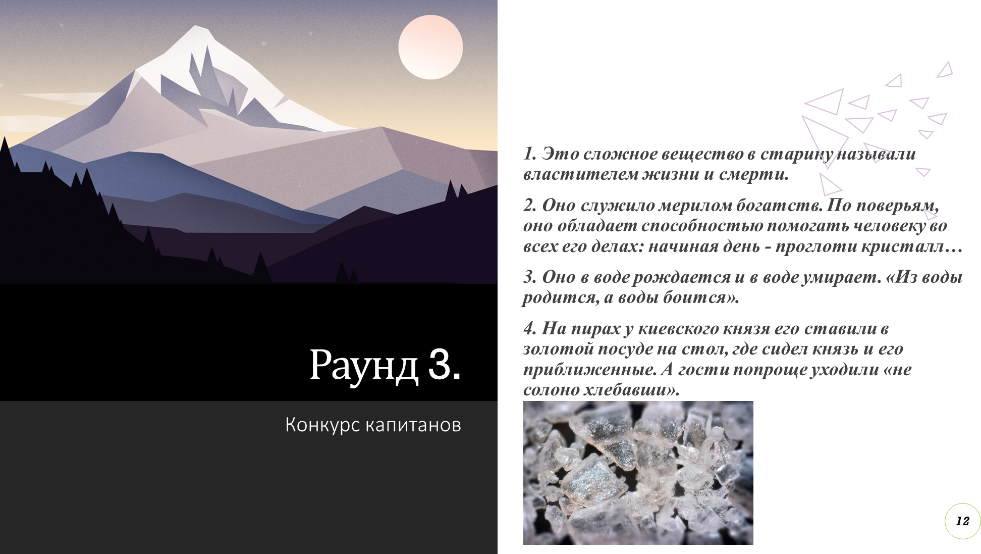 Раунд 3.
Конкурс капитанов
1. Это сложное вещество в старину называли
властителем жизни и смерти.
2. Оно служило мерилом богатств. По поверьям,
оно обладает способностью помогать человеку во
всех его делах: начиная день - проглоти кристалл…
3. Оно в воде рождается и в воде умирает. «Из воды
родится, а воды боится».
4. На пирах у киевского князя его ставили в
золотой посуде на стол, где сидел князь и его
приближенные. А гости попроще уходили «не
солоно хлебавши».
12